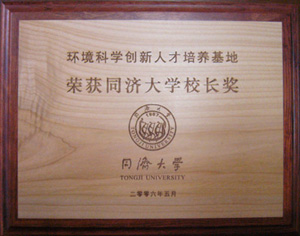 环境科学创新人才培养基地
荣获同济大学校长奖
1907
同济大学
TONGJI UNIVERSITY
二零零六年五月